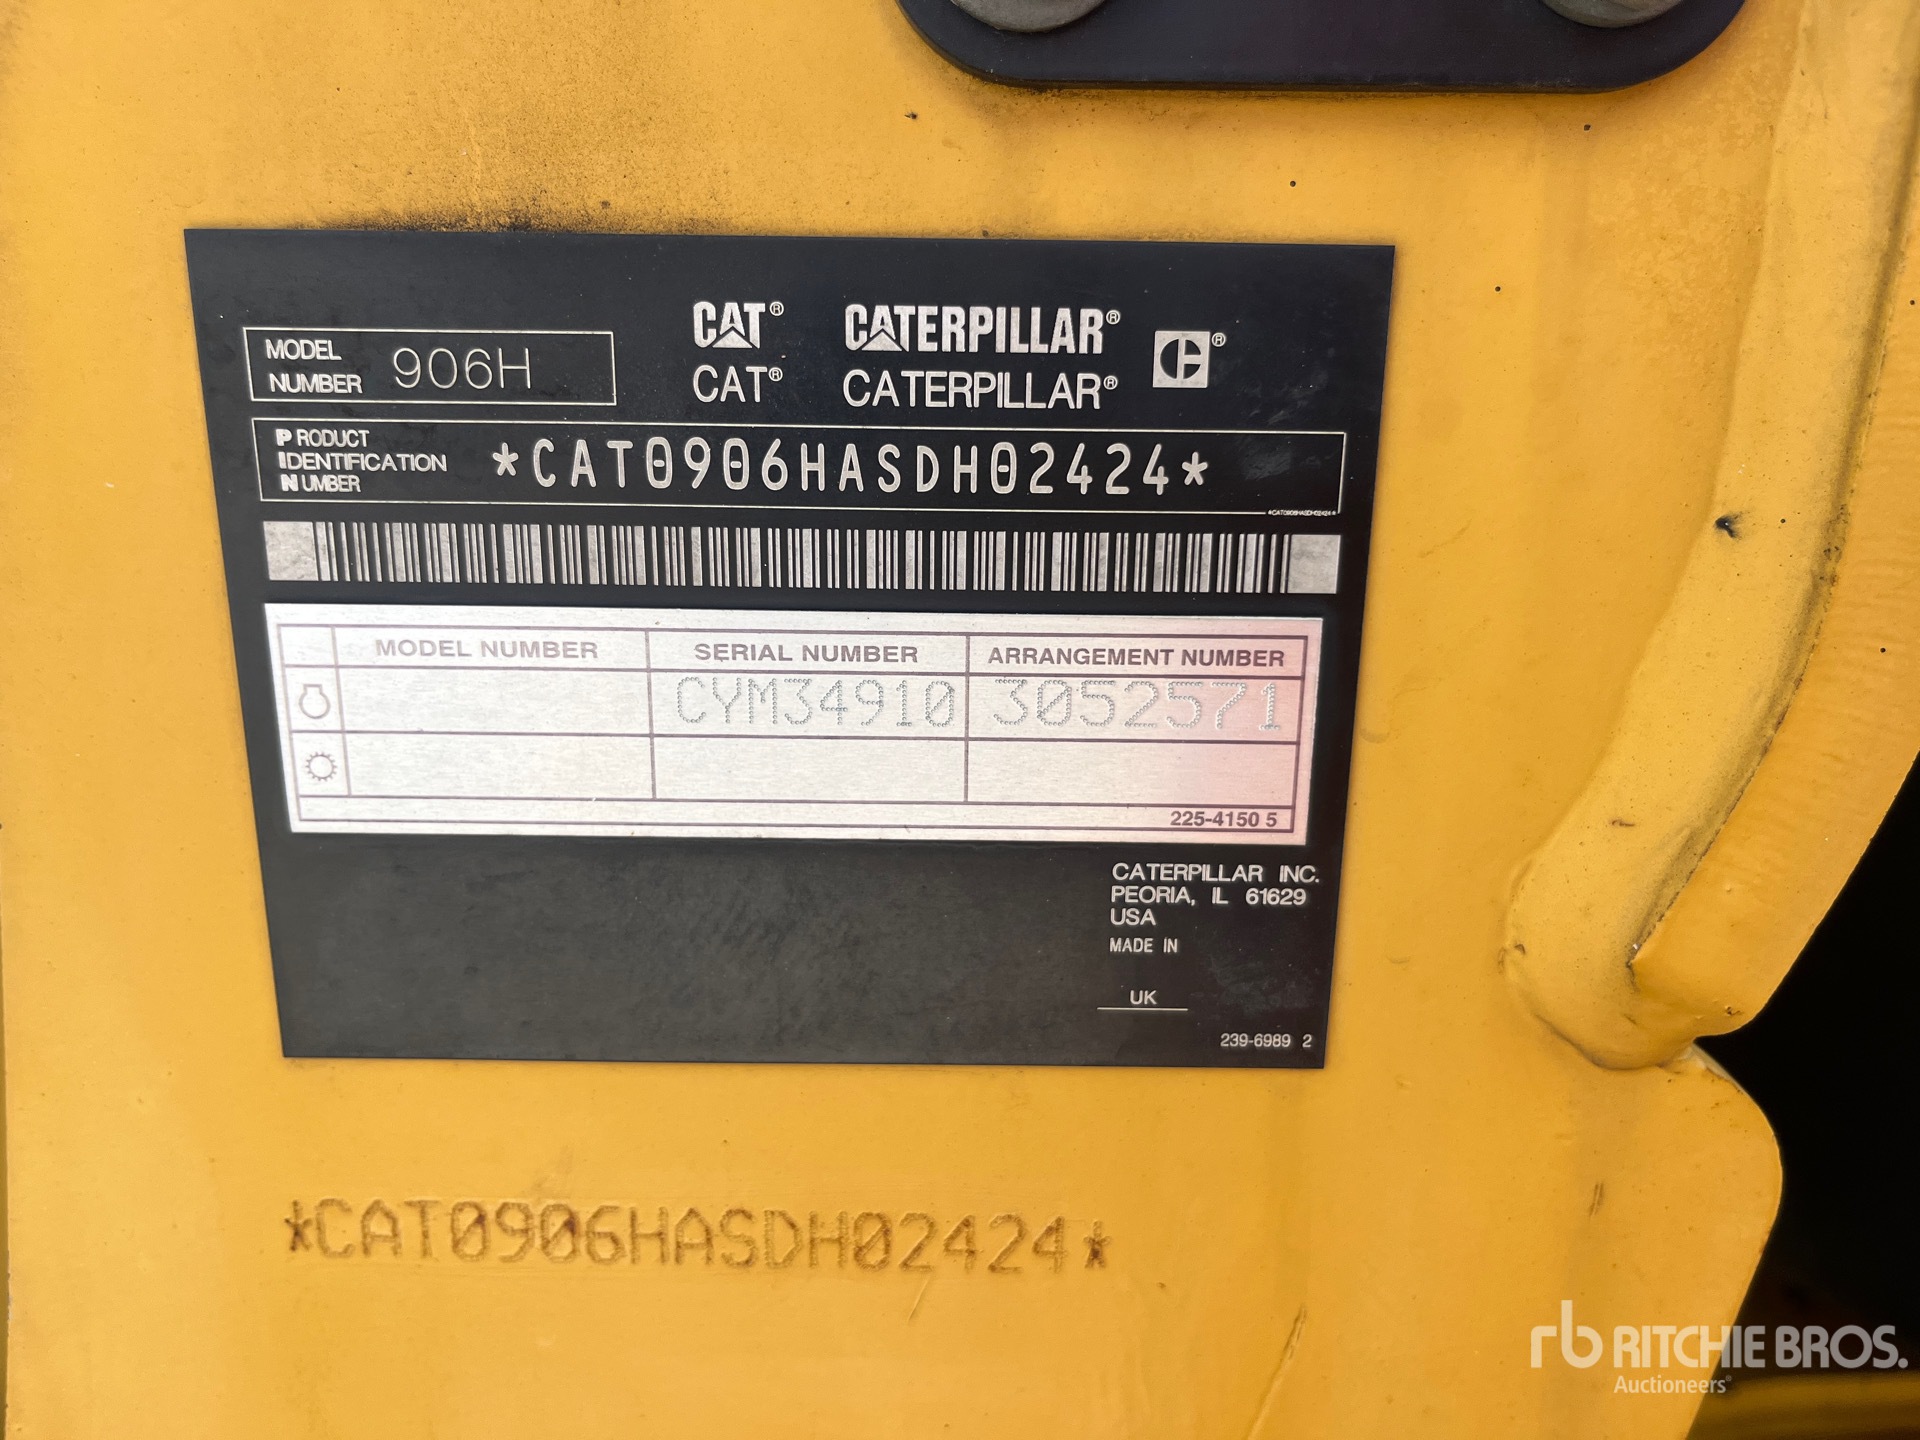 MODEL NUMBER 906H
CAT® CATERPILLAR® ®
CAT® CATERPILLAR®
PRODUCT IDENTIFICATION NUMBER *CAT0906HASDH02424*
*CAT0906HASDH02424*
MODEL NUMBER SERIAL NUMBER ARRANGEMENT NUMBER
CYM34910 3052571
225-4150 5
CATERPILLAR INC.
PEORIA, IL 61629
USA
MADE IN
UK
239-6989 2
*CAT0906HASDH02424*
rb RITCHIE BROS.
Auctioneers